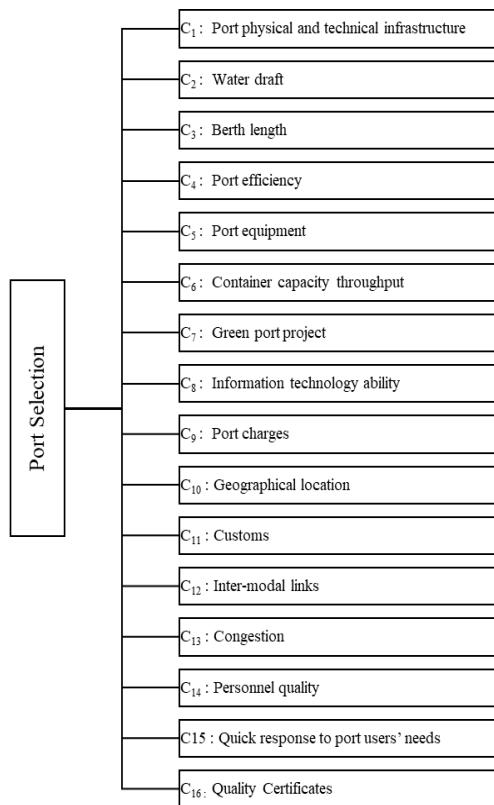 Port Selection
C₁ : Port physical and technical infrastructure
C₂ : Water draft
C₃ : Berth length
C₄ : Port efficiency
C₅ : Port equipment
C₆ : Container capacity throughput
C₇ : Green port project
C₈ : Information technology ability
C₉ : Port charges
C₁₀ : Geographical location
C₁₁ : Customs
C₁₂ : Inter-modal links
C₁₃ : Congestion
C₁₄ : Personnel quality
C15 : Quick response to port users’ needs
C₁₆ : Quality Certificates